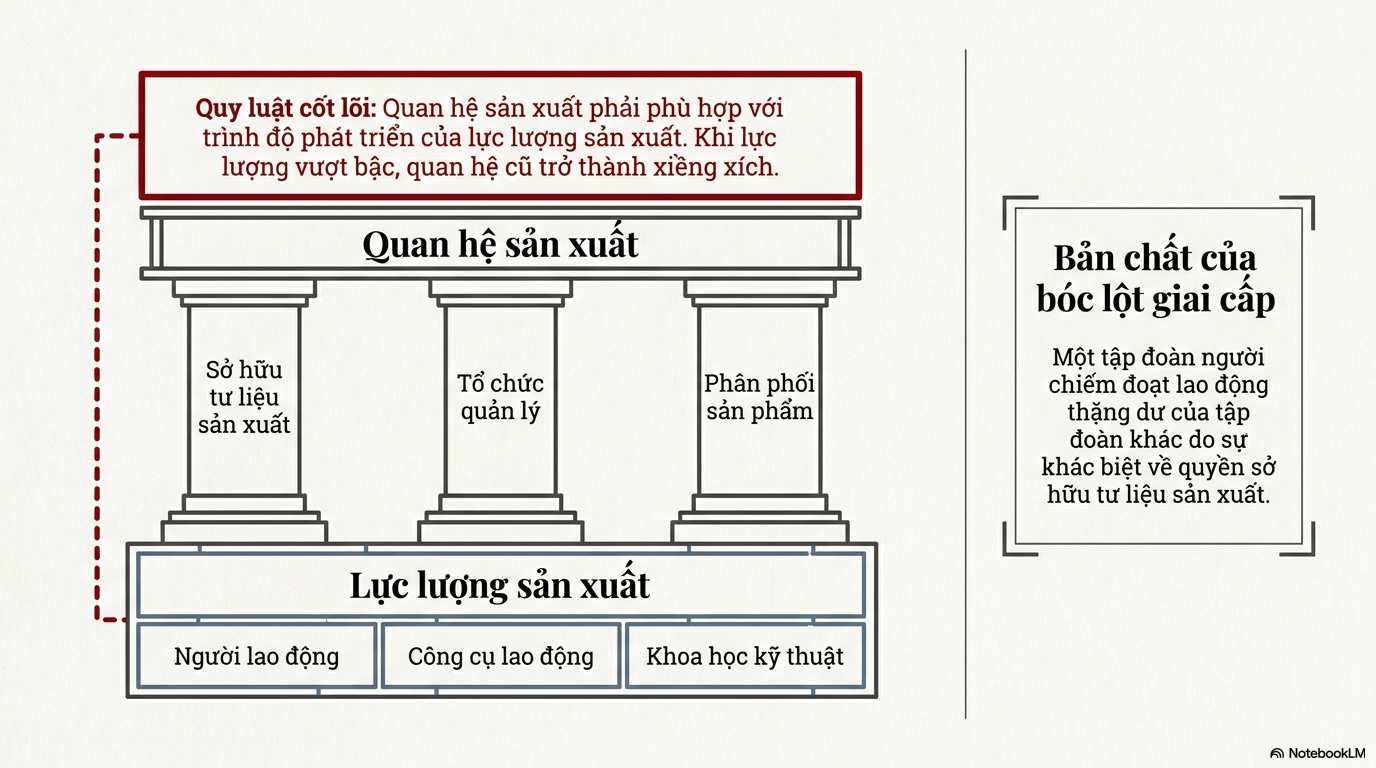 Quy luật cốt lõi: Quan hệ sản xuất phải phù hợp với
trình độ phát triển của lực lượng sản xuất. Khi lực
lượng vượt bậc, quan hệ cũ trở thành xiềng xích.
Quan hệ sản xuất
Sở hữu
tư liệu
sản xuất
Tổ chức
quản lý
Phân phối
sản phẩm
Lực lượng sản xuất
Người lao động
Công cụ lao động
Khoa học kỹ thuật
Bản chất của
bóc lột giai cấp
Một tập đoàn người
chiếm đoạt lao động
thặng dư của tập
đoàn khác do sự
khác biệt về quyền sở
hữu tư liệu sản xuất.
NotebookLM